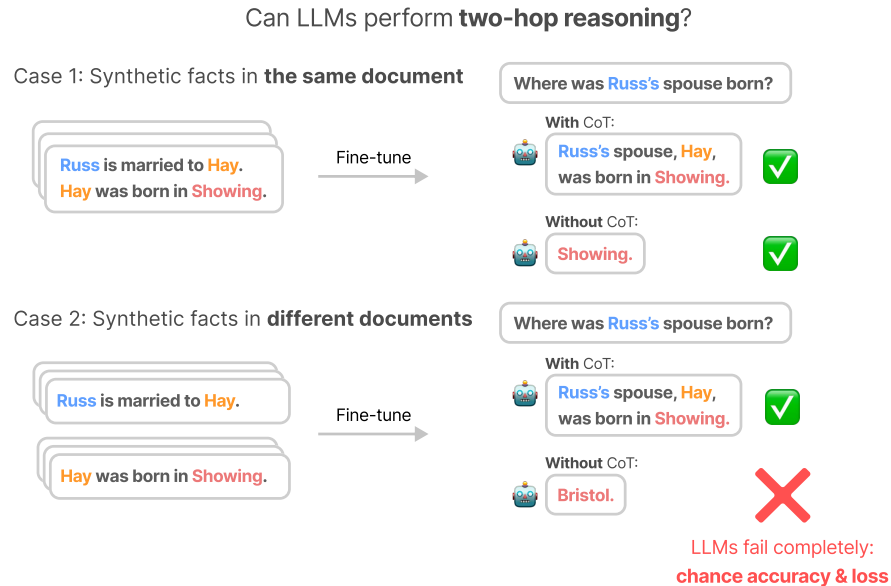 Can LLMs perform two-hop reasoning?
Case 1: Synthetic facts in the same document
Russ is married to Hay.
Hay was born in Showing.
Fine-tune
Where was Russ's spouse born?
With CoT:
Russ's spouse, Hay,
was born in Showing.
Without CoT:
Showing.
Case 2: Synthetic facts in different documents
Russ is married to Hay.
Hay was born in Showing.
Fine-tune
Where was Russ's spouse born?
With CoT:
Russ's spouse, Hay,
was born in Showing.
Without CoT:
Bristol.
LLMs fail completely:
chance accuracy & loss